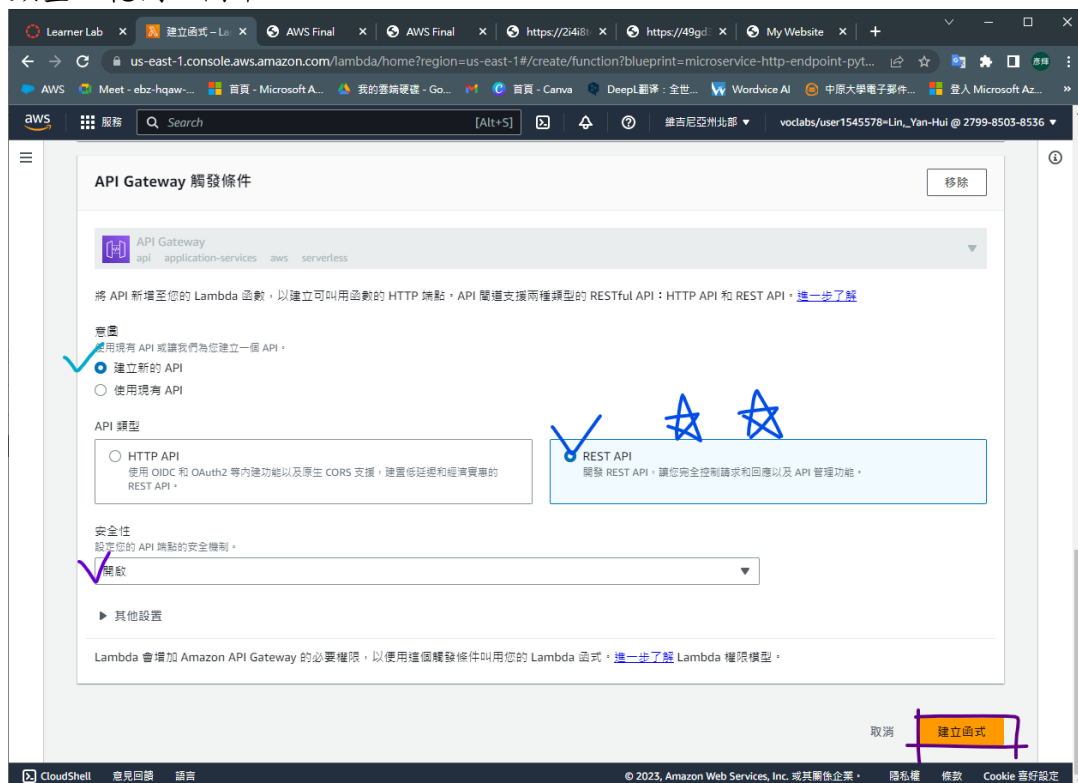 Learner Lab
建立函式 – La
AWS Final
AWS Final
https://2i4i8t
https://49gd
My Website
us-east-1.console.aws.amazon.com/lambda/home?region=us-east-1#/create/function?blueprint=microservice-http-endpoint-pyt...
彥輝
AWS
Meet - ebz-hqaw-...
首頁 - Microsoft A...
我的雲端硬碟 - Go...
首頁 - Canva
DeepL翻译：全世...
Wordvice AI
中原大學電子郵件...
登入 Microsoft Az...
aws
服務
Search
[Alt+S]
維吉尼亞州北部 ▼
voclabs/user1545578=Lin,_Yan-Hui @ 2799-8503-8536 ▼
API Gateway 觸發條件
移除
API Gateway
api application-services aws serverless
將 API 新增至您的 Lambda 函數，以建立可叫用函數的 HTTP 端點。API 閘道支援兩種類型的 RESTful API：HTTP API 和 REST API。進一步了解
意圖
使用現有 API 或讓我們為您建立一個 API。
建立新的 API
使用現有 API
API 類型
HTTP API
使用 OIDC 和 OAuth2 等內建功能以及原生 CORS 支援，建置低延遲和經濟實惠的
REST API。
REST API
開發 REST API，讓您完全控制請求和回應以及 API 管理功能。
安全性
設定您的 API 端點的安全機制。
開啟
其他設置
Lambda 會增加 Amazon API Gateway 的必要權限，以便用這個觸發條件叫用您的 Lambda 函式。進一步了解 Lambda 權限模型。
取消
建立函式
CloudShell
意見回饋
語言
© 2023, Amazon Web Services, Inc. 或其關係企業。
隱私權
條款
Cookie 喜好設定